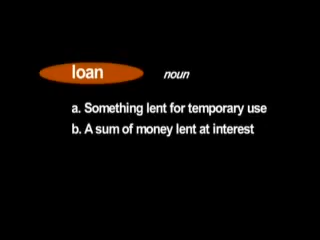 loan noun
a. Something lent for temporary use
b. A sum of money lent at interest